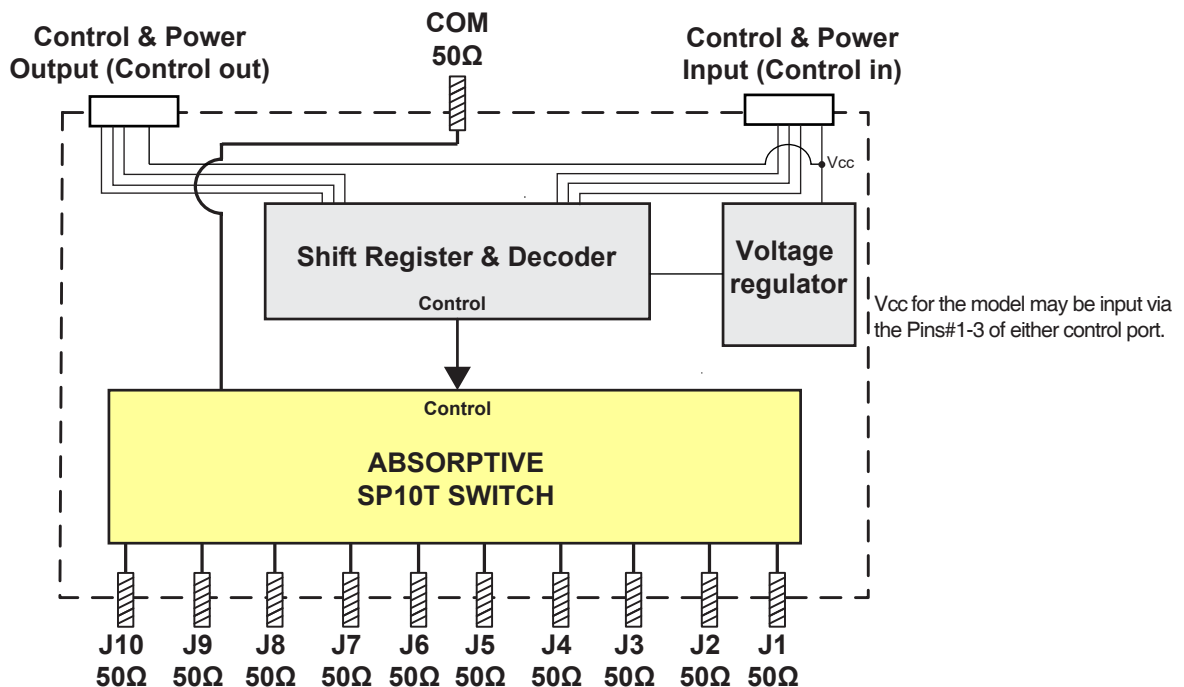 Control & Power
Output (Control out)
COM
50Ω
Control & Power
Input (Control in)
Vcc
Shift Register & Decoder
Control
Voltage
regulator
Vcc for the model may be input via
the Pins#1-3 of either control port.
Control
ABSORPTIVE
SP10T SWITCH
J10 J9 J8 J7 J6 J5 J4 J3 J2 J1
50Ω 50Ω 50Ω 50Ω 50Ω 50Ω 50Ω 50Ω 50Ω 50Ω